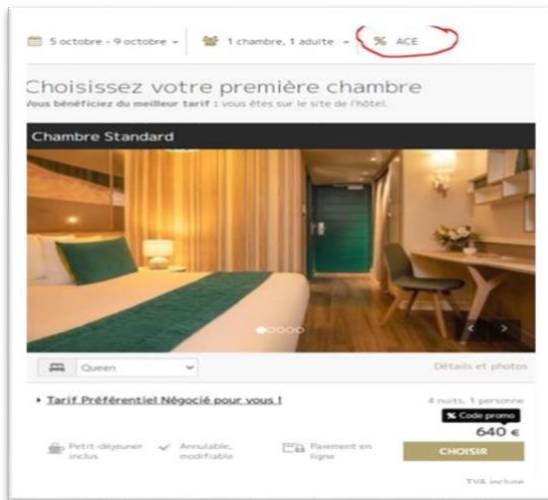 5 octobre - 9 octobre
1 chambre, 1 adulte
% ACE
Choisissez votre première chambre
Vous bénéficiez du meilleur tarif : vous êtes sur le site de l'hôtel.
Chambre Standard
Queen
Détails et photos
Tarif Préférentiel Négocié pour vous !
4 nuits, 1 personne
% Code promo
640 €
Petit-déjeuner inclus
Annulable, modifiable
Paiement en ligne
CHOISIR
TVA incluse